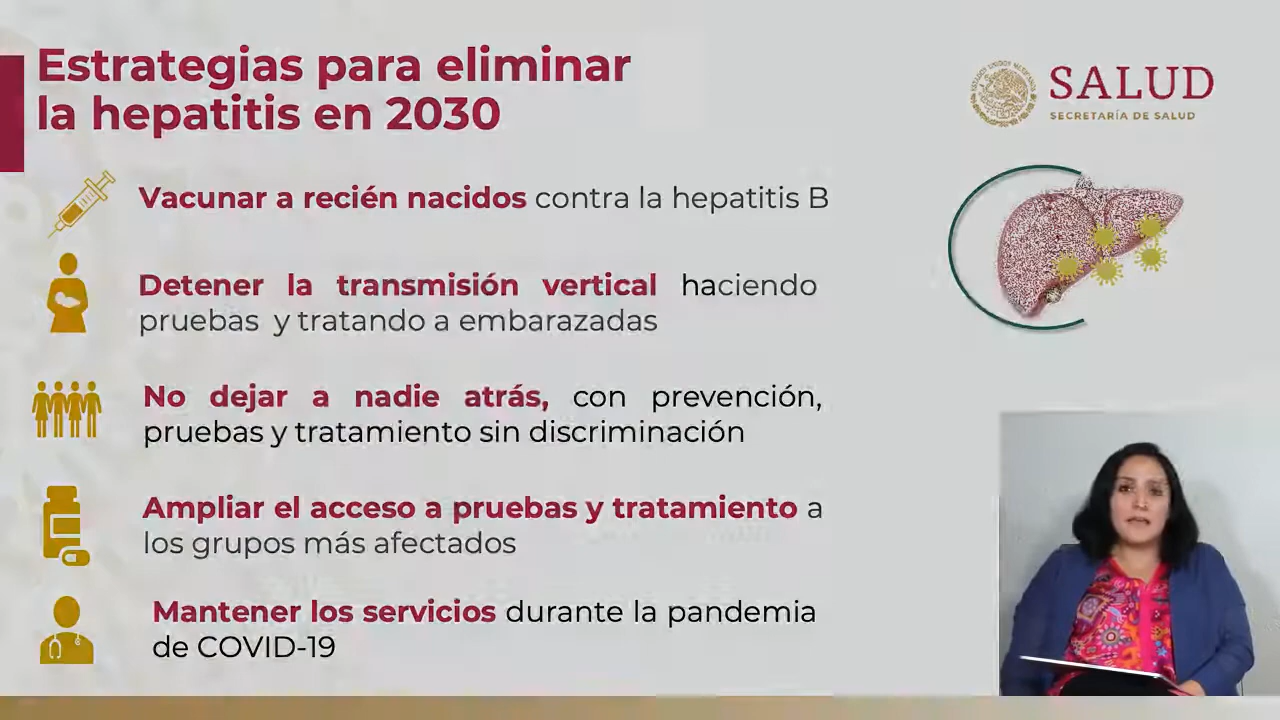 Estrategias para eliminar
la hepatitis en 2030
SALUD
SECRETARÍA DE SALUD
Vacunar a recién nacidos contra la hepatitis B
Detener la transmisión vertical haciendo
pruebas y tratando a embarazadas
No dejar a nadie atrás, con prevención,
pruebas y tratamiento sin discriminación
Ampliar el acceso a pruebas y tratamiento a
los grupos más afectados
Mantener los servicios durante la pandemia
de COVID-19